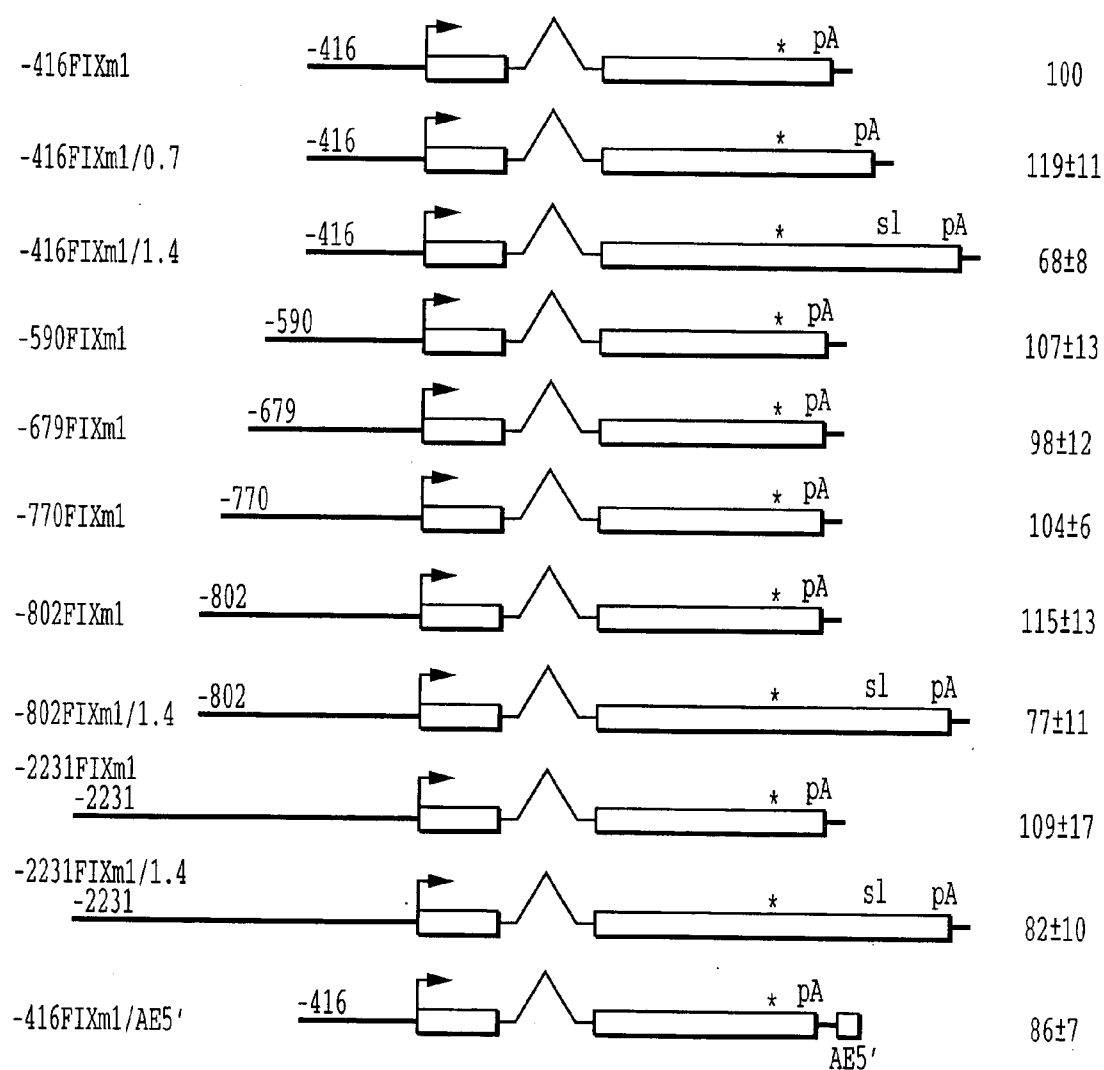 -416FIXm1 -416 * pA 100
-416FIXm1/0.7 -416 * pA 119±11
-416FIXm1/1.4 -416 * sl pA 68±8
-590FIXm1 -590 * pA 107±13
-679FIXm1 -679 * pA 98±12
-770FIXm1 -770 * pA 104±6
-802FIXm1 -802 * pA 115±13
-802FIXm1/1.4 -802 * sl pA 77±11
-2231FIXm1
-2231 * pA 109±17
-2231FIXm1/1.4
-2231 * sl pA 82±10
-416FIXm1/AE5' -416 * pA 86±7
AE5'